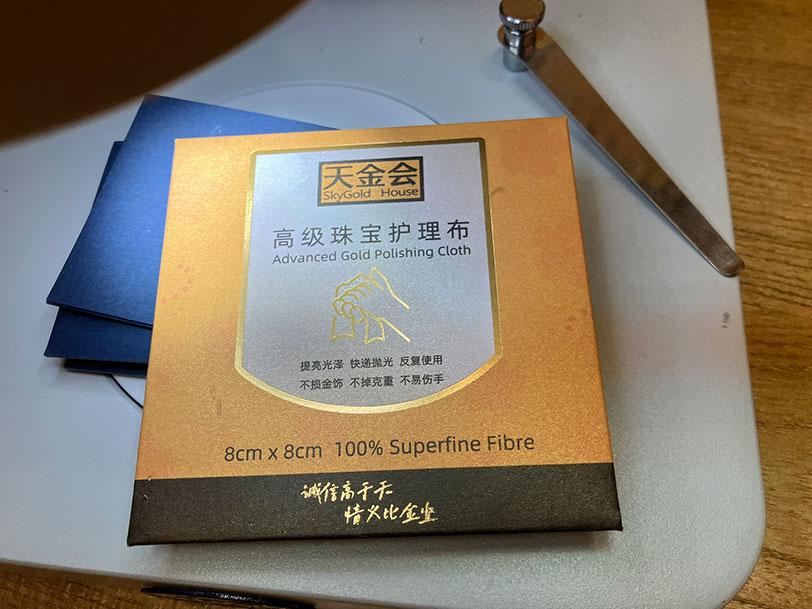 天金会
SkyGold House
高级珠宝护理布
Advanced Gold Polishing Cloth
提亮光泽 快递抛光 反复使用
不损金饰 不掉克重 不易伤手
8cm x 8cm 100% Superfine Fibre
诚信高于天
情义比金坚